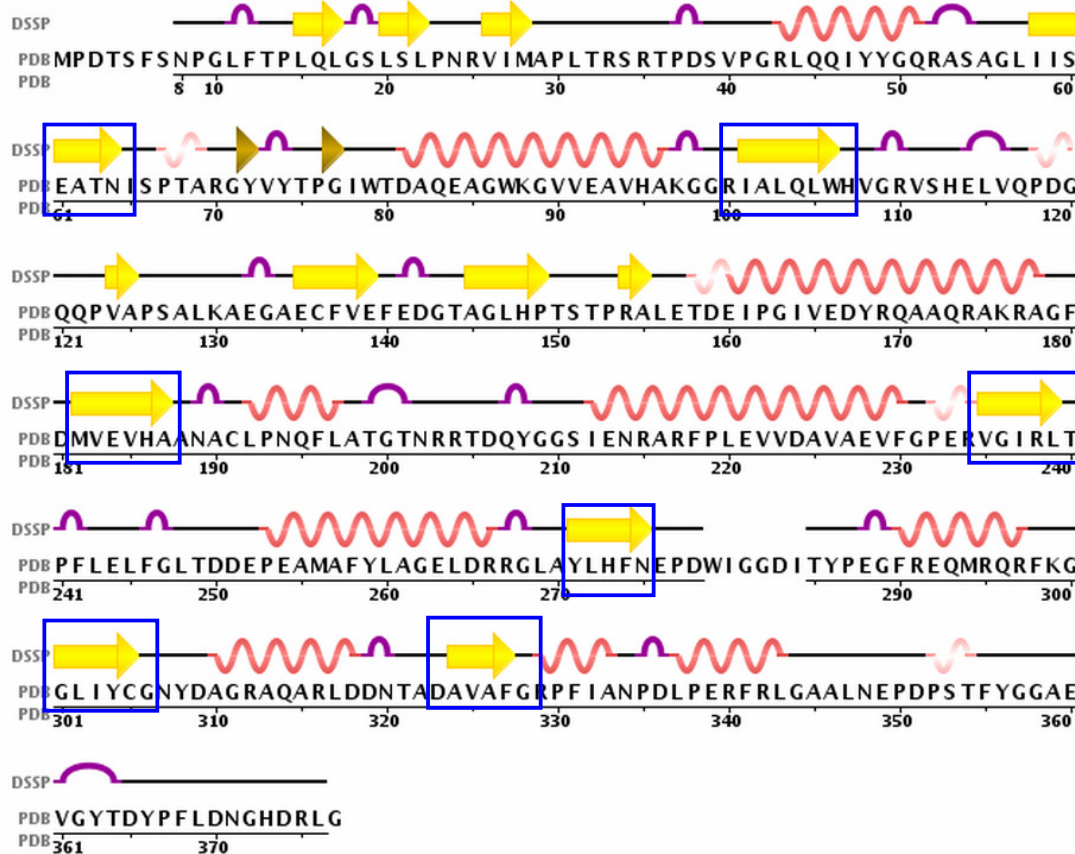 DSSP
PDB MPDTSFSNPGLFTPLQLGSLSLPNRVIMAPLTRSRTPDSVPGRLQQIYYGQRASAGLIIS
PDB 8 10 20 30 40 50 60
DSSP
PDB EATNISPTARGYVYTPGIWTDAQEAGWKGVVEAVHAKGGRIALQLWHVGRVSHELVQPDG
PDB 61 70 80 90 100 110 120
DSSP
PDB QQPVAPSALKAEGAECFVEFEDGTAGLHPTSTPRALETDEIPGIVEDYRQAAQRAKRAGF
PDB 121 130 140 150 160 170 180
DSSP
PDB DMVEVHAANACLPNQFLATGTNRRTDQYGGSIENRARFPLEVVDAVAEVFGPERVGIRLT
PDB 181 190 200 210 220 230 240
DSSP
PDB PFLELFGLTDDEPEAMAFYLAGELDRRGLAYLHFNEPDWIGGDITYPEGFREQMRQRFKG
PDB 241 250 260 270 290 300
DSSP
PDB GLIYCGNYDAGRAQARLDDNTADAVAFGRPFIANPDLPERFRLGAALNEPDPSTFYGGAE
PDB 301 310 320 330 340 350 360
DSSP
PDB VGYTDYPFLDNGHDRLG
PDB 361 370